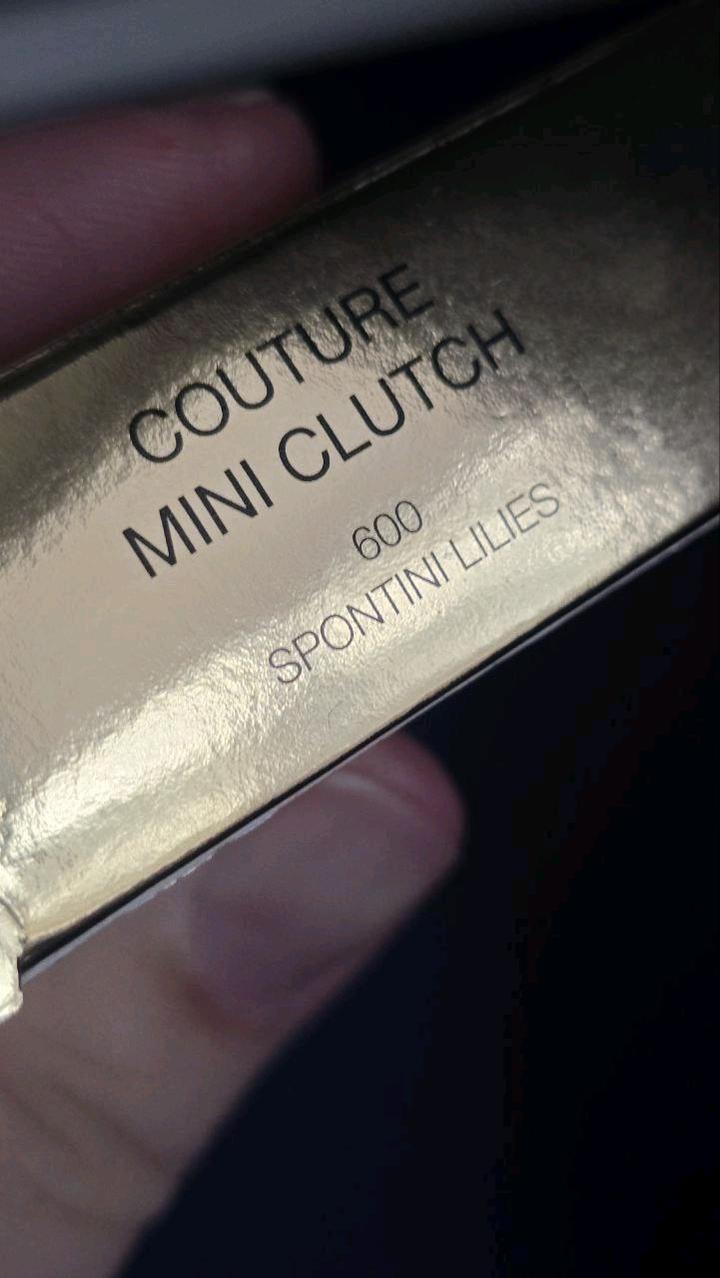 COUTURE
MINI CLUTCH
600
SPONTINI LILIES